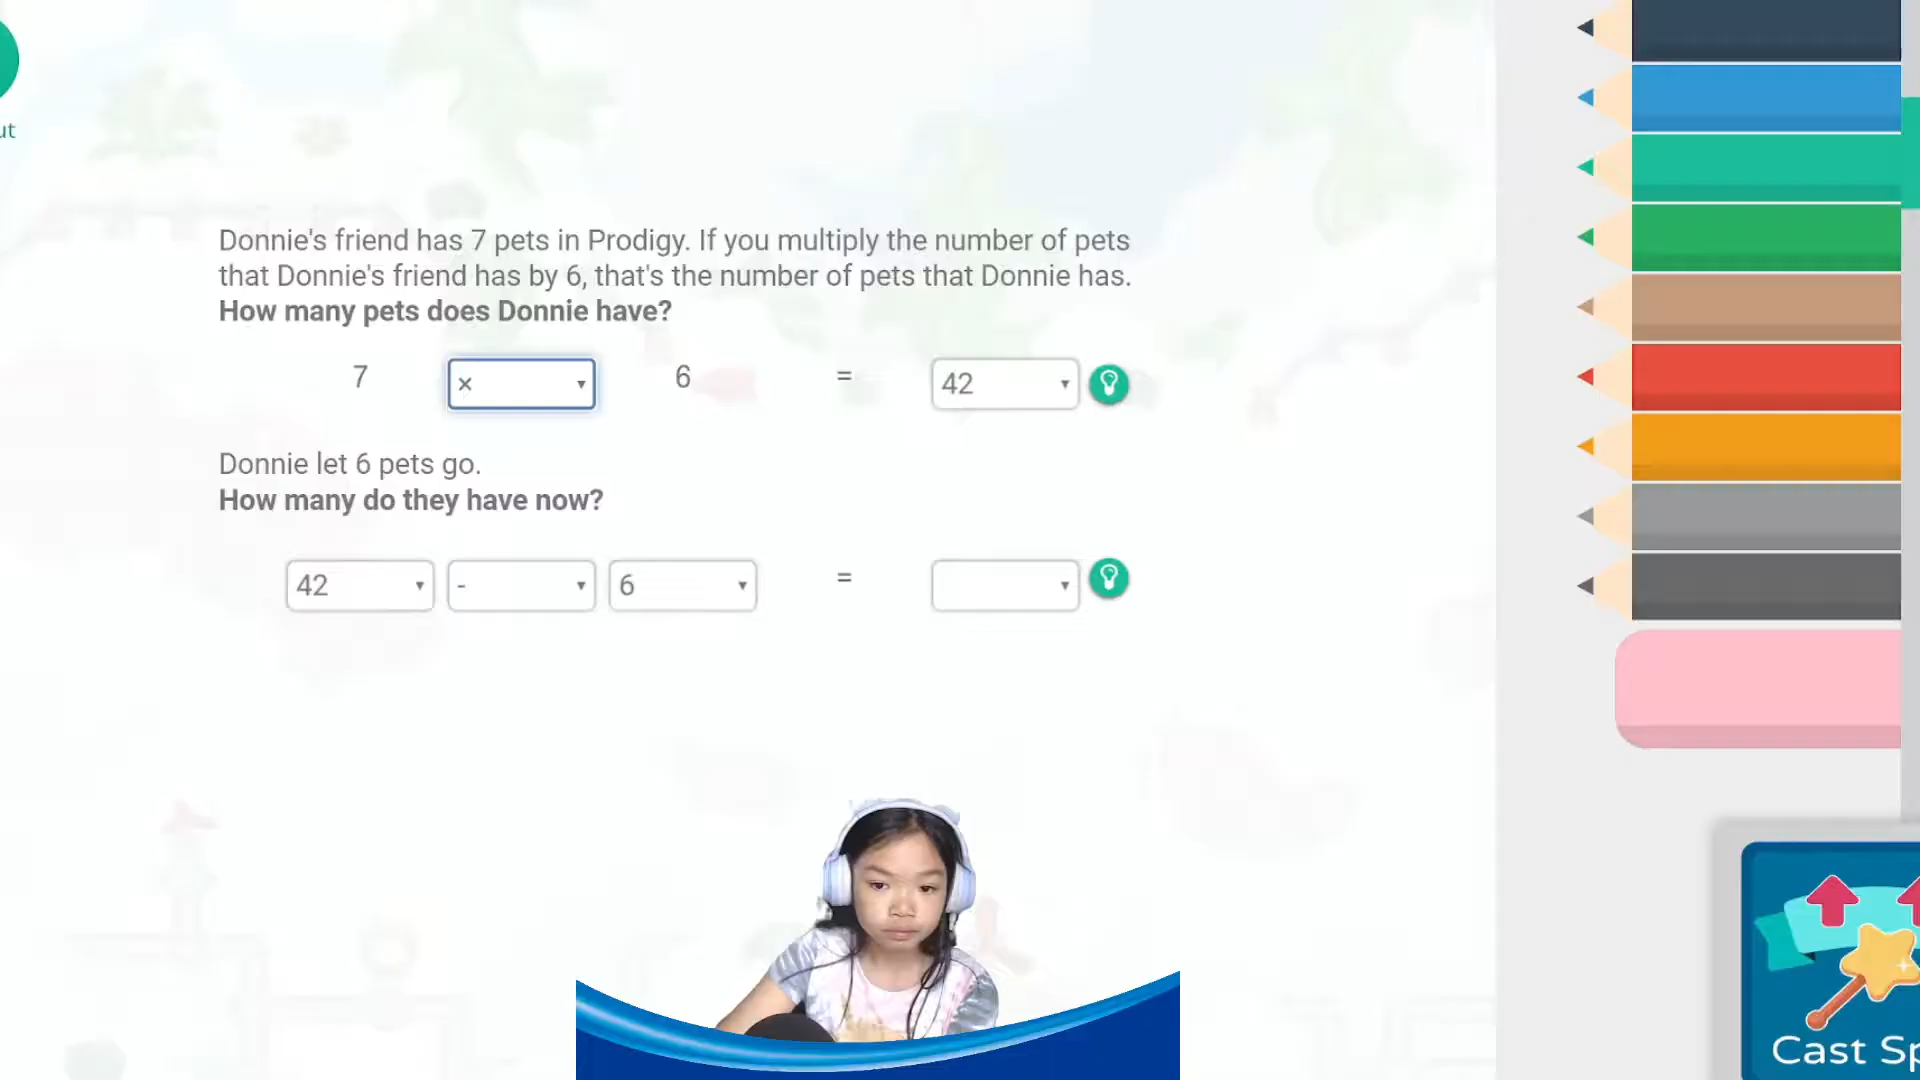 ut
Donnie's friend has 7 pets in Prodigy. If you multiply the number of pets
that Donnie's friend has by 6, that's the number of pets that Donnie has.
How many pets does Donnie have?
7 × 6 = 42
Donnie let 6 pets go.
How many do they have now?
42 - 6 =
Cast Sp